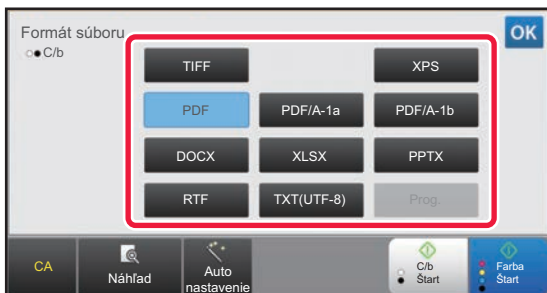 Formát súboru
C/b
OK
TIFF
XPS
PDF
PDF/A-1a
PDF/A-1b
DOCX
XLSX
PPTX
RTF
TXT(UTF-8)
Prog.
CA
Náhľad
Auto
nastavenie
C/b
Štart
Farba
Štart